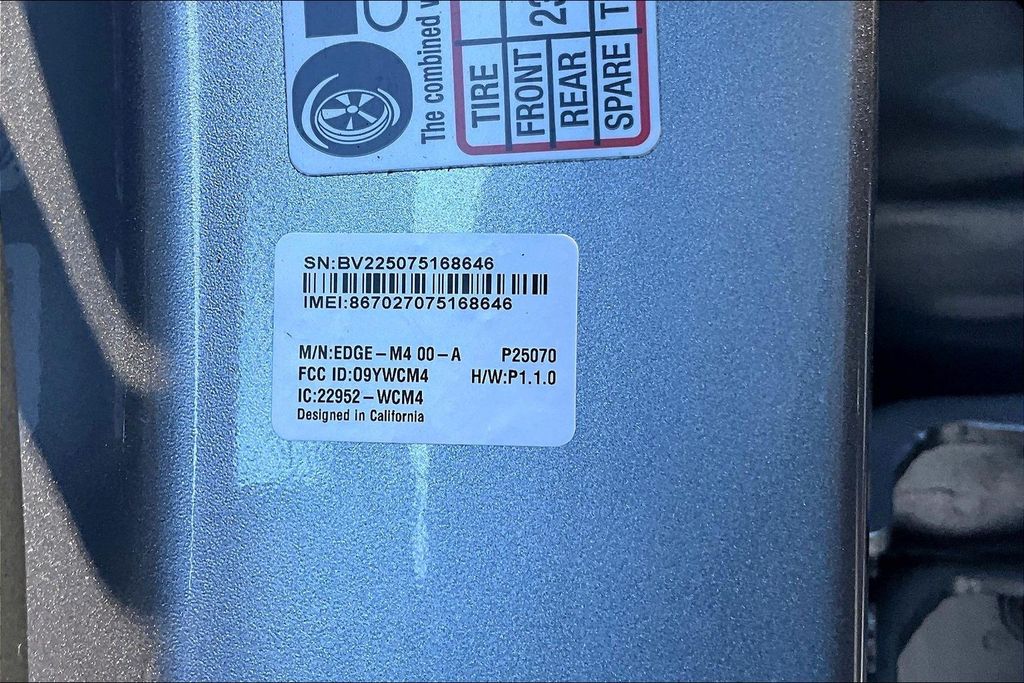 The combined
TIRE
FRONT
REAR
SPARE
SN:BV225075168646
IMEI:867027075168646
M/N:EDGE-M4 00-A P25070
FCC ID:O9YWCM4 H/W:P1.1.0
IC:22952-WCM4
Designed in California